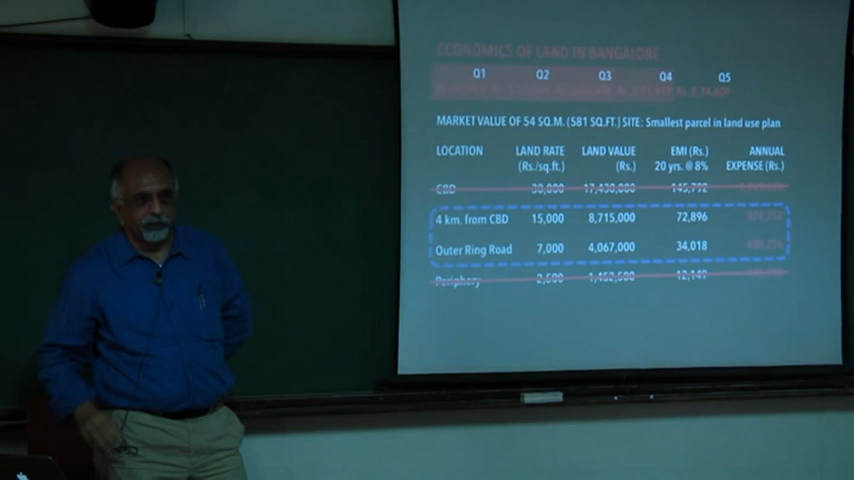 ECONOMICS OF LAND IN BANGALORE
Q1 Q2 Q3 Q4 Q5
MARKET VALUE OF 54 SQ.M. (581 SQ.FT.) SITE: Smallest parcel in land use plan
LOCATION LAND RATE LAND VALUE EMI (Rs.) ANNUAL
(Rs./sq.ft.) (Rs.) 20 yrs. @ 8% EXPENSE (Rs.)
CBD 30,000 17,430,000 145,792
4 km. from CBD 15,000 8,715,000 72,896
Outer Ring Road 7,000 4,067,000 34,018
Periphery 2,500 1,452,500 12,149